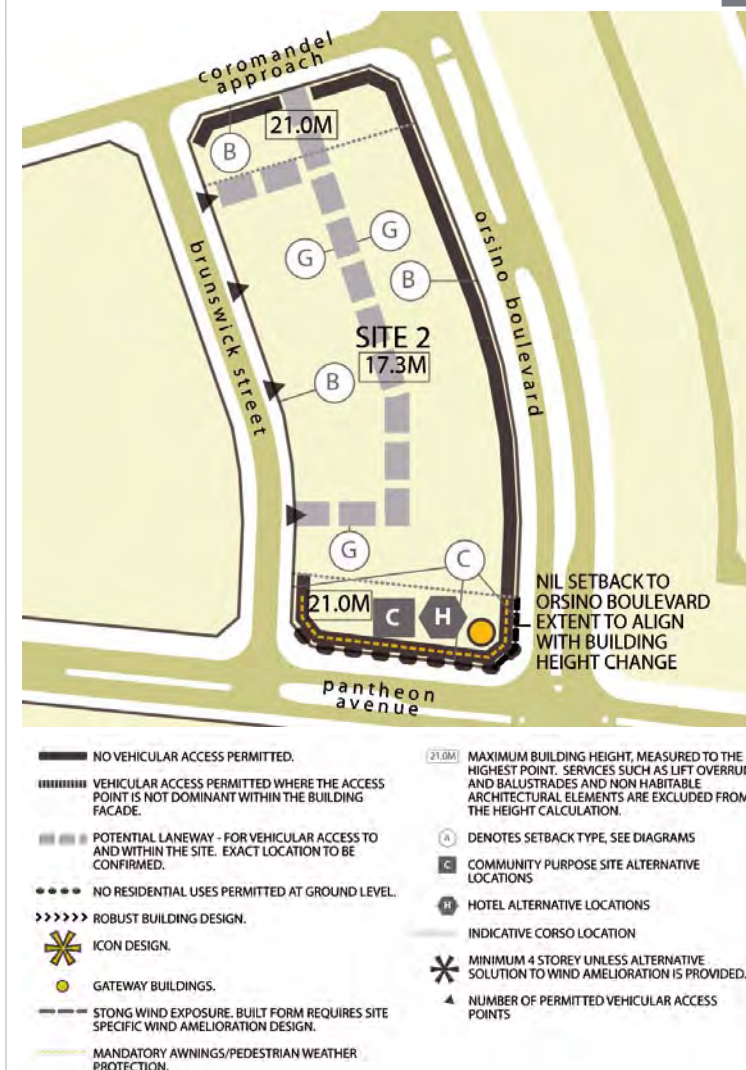 coromandel
approach
21.0M
B
G
G
B
orsino boulevard
brunswick street
SITE 2
17.3M
B
G
C
21.0M
C
H
NIL SETBACK TO
ORSINO BOULEVARD
EXTENT TO ALIGN
WITH BUILDING
HEIGHT CHANGE
pantheon
avenue
NO VEHICULAR ACCESS PERMITTED.
VEHICULAR ACCESS PERMITTED WHERE THE ACCESS
POINT IS NOT DOMINANT WITHIN THE BUILDING
FACADE.
POTENTIAL LANEWAY - FOR VEHICULAR ACCESS TO
AND WITHIN THE SITE. EXACT LOCATION TO BE
CONFIRMED.
NO RESIDENTIAL USES PERMITTED AT GROUND LEVEL.
ROBUST BUILDING DESIGN.
ICON DESIGN.
GATEWAY BUILDINGS.
STONG WIND EXPOSURE. BUILT FORM REQUIRES SITE
SPECIFIC WIND AMELIORATION DESIGN.
MANDATORY AWNINGS/PEDESTRIAN WEATHER
PROTECTION.
21.0M MAXIMUM BUILDING HEIGHT, MEASURED TO THE
HIGHEST POINT. SERVICES SUCH AS LIFT OVERRUN
AND BALUSTRADES AND NON HABITABLE
ARCHITECTURAL ELEMENTS ARE EXCLUDED FROM
THE HEIGHT CALCULATION.
A DENOTES SETBACK TYPE, SEE DIAGRAMS
C COMMUNITY PURPOSE SITE ALTERNATIVE
LOCATIONS
H HOTEL ALTERNATIVE LOCATIONS
INDICATIVE CORSO LOCATION
MINIMUM 4 STOREY UNLESS ALTERNATIVE
SOLUTION TO WIND AMELIORATION IS PROVIDED.
NUMBER OF PERMITTED VEHICULAR ACCESS
POINTS